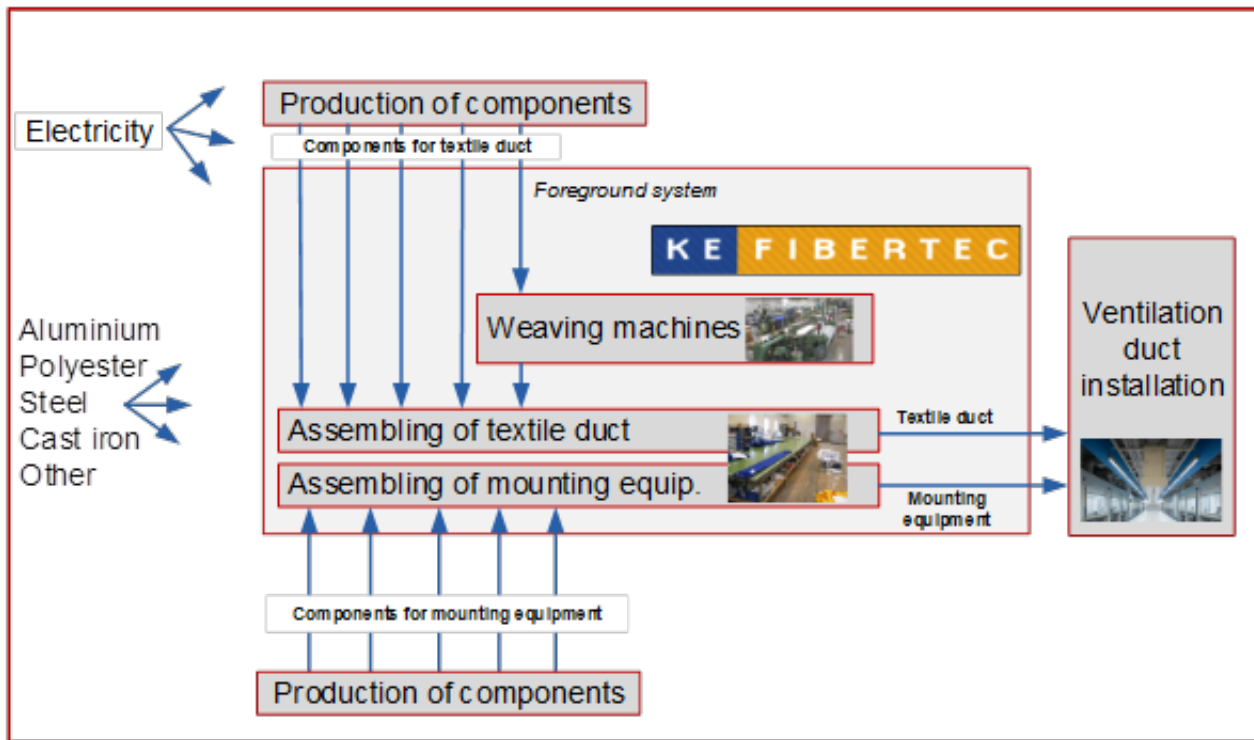 Production of components
Electricity
Components for textile duct
Foreground system
KE FIBERTEC
Weaving machines
Ventilation
duct
installation
Aluminium
Polyester
Steel
Cast iron
Other
Assembling of textile duct
Textile duct
Assembling of mounting equip.
Mounting
equipment
Components for mounting equipment
Production of components